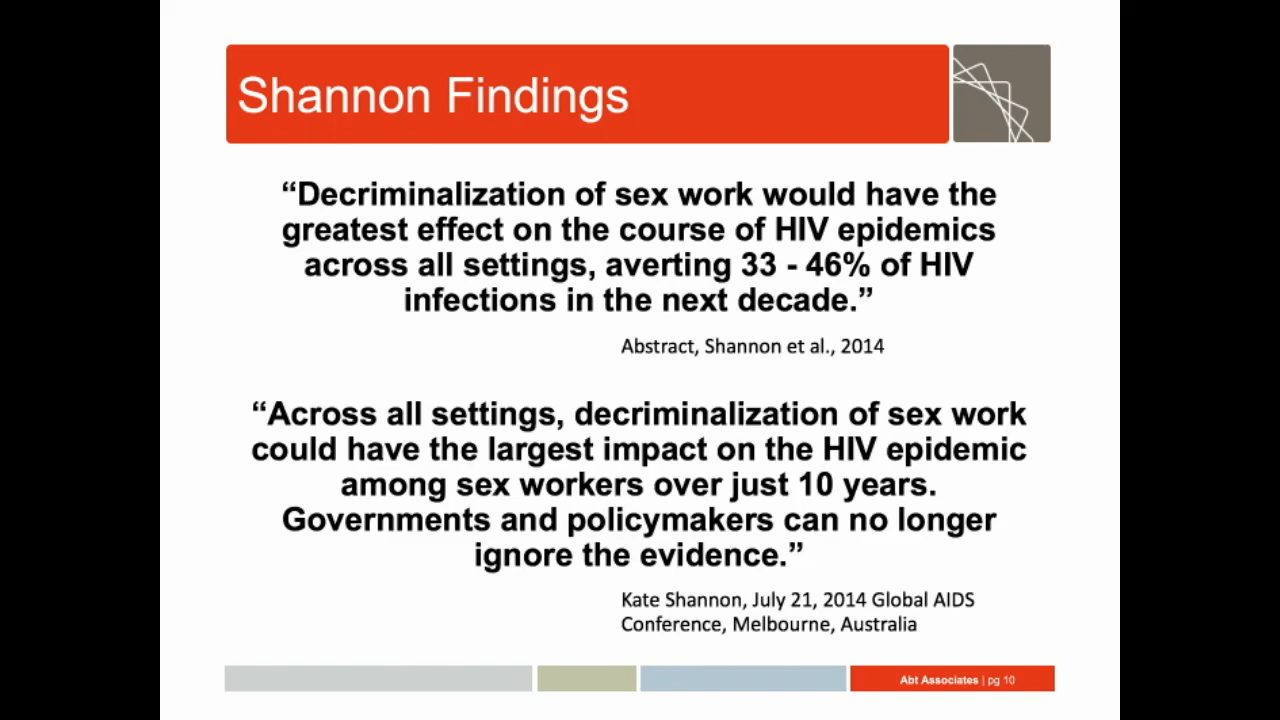 Shannon Findings
“Decriminalization of sex work would have the
greatest effect on the course of HIV epidemics
across all settings, averting 33 - 46% of HIV
infections in the next decade.”
Abstract, Shannon et al., 2014
“Across all settings, decriminalization of sex work
could have the largest impact on the HIV epidemic
among sex workers over just 10 years.
Governments and policymakers can no longer
ignore the evidence.”
Kate Shannon, July 21, 2014 Global AIDS
Conference, Melbourne, Australia
Abt Associates | pg 10